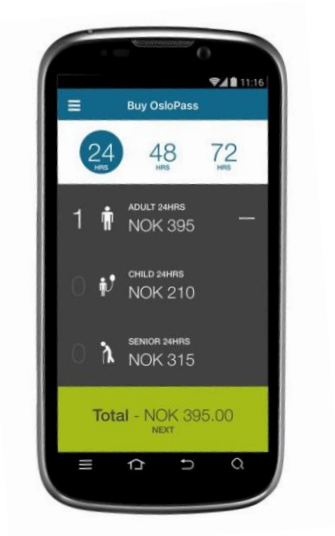 11:16
Buy OsloPass
24 48 72
HRS HRS HRS
ADULT 24HRS
1 NOK 395
CHILD 24HRS
0 NOK 210
SENIOR 24HRS
0 NOK 315
Total - NOK 395.00
NEXT